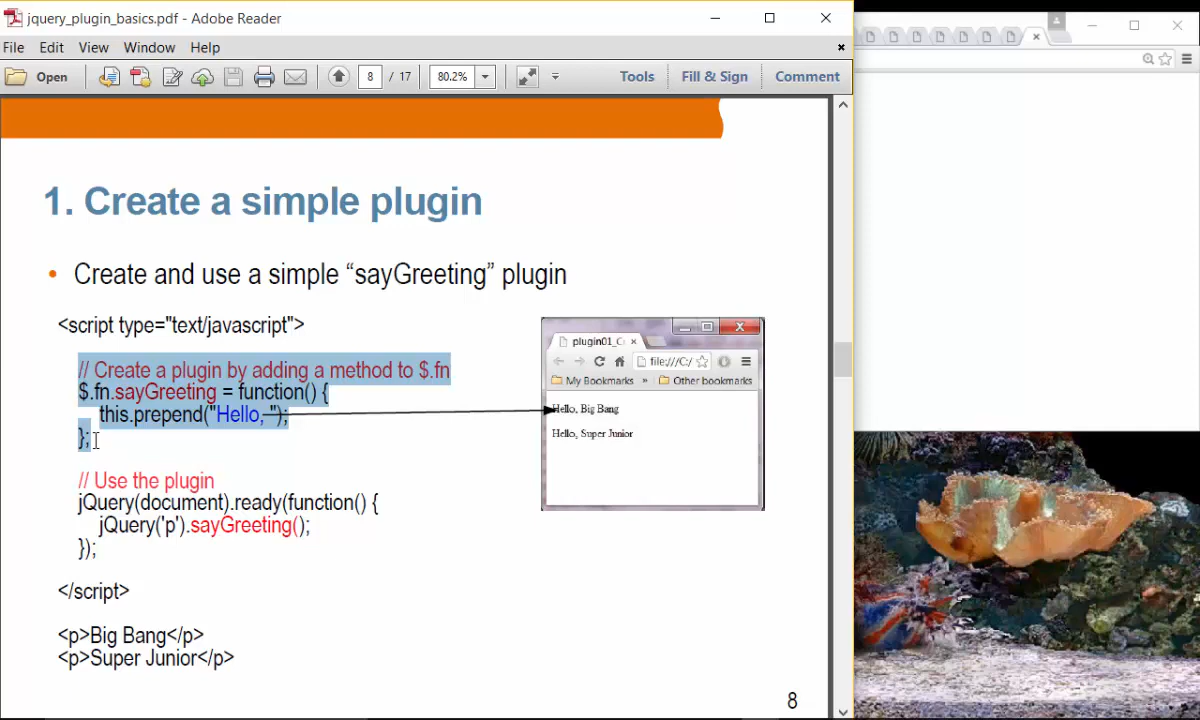 jquery_plugin_basics.pdf - Adobe Reader
File Edit View Window Help
Open 8 / 17 80.2% Tools Fill & Sign Comment
1. Create a simple plugin
• Create and use a simple “sayGreeting” plugin
<script type="text/javascript">
// Create a plugin by adding a method to $.fn
$.fn.sayGreeting = function() {
this.prepend("Hello, ");
};
// Use the plugin
jQuery(document).ready(function() {
jQuery('p').sayGreeting();
});
</script>
<p>Big Bang</p>
<p>Super Junior</p>
plugin01_C
file:///C:/
My Bookmarks » Other bookmarks
Hello, Big Bang
Hello, Super Junior
8